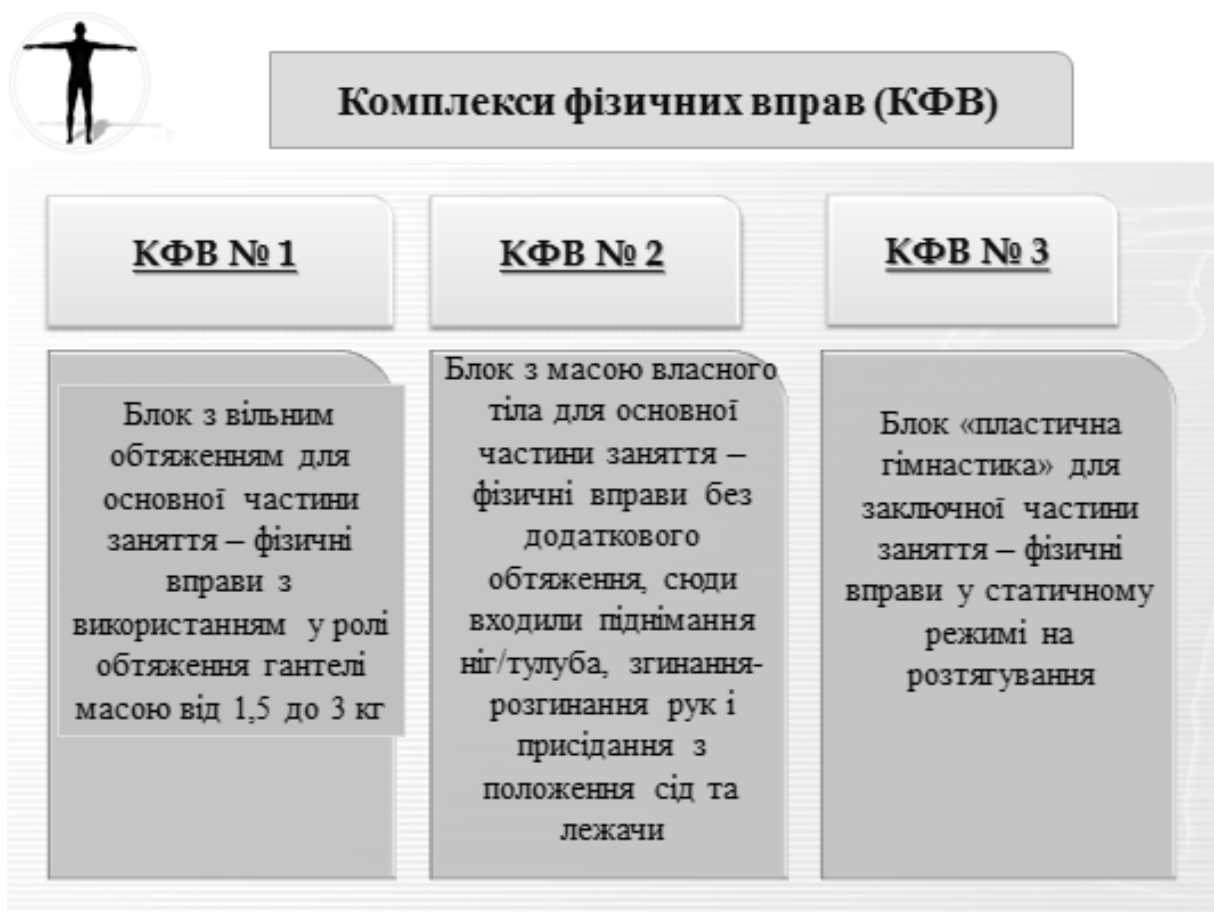 Комплекси фізичних вправ (КФВ)
КФВ № 1
Блок з вільним
обтяженням для
основної частини
заняття – фізичні
вправи з
використанням у ролі
обтяження гантелі
масою від 1,5 до 3 кг
КФВ № 2
Блок з масою власного
тіла для основної
частини заняття –
фізичні вправи без
додаткового
обтяження, сюди
входили піднімання
ніг/тулуба, згинання-
розгинання рук і
присідання з
положення сід та
лежачи
КФВ № 3
Блок «пластична
гімнастика» для
заключної частини
заняття – фізичні
вправи у статичному
режимі на
розтягування